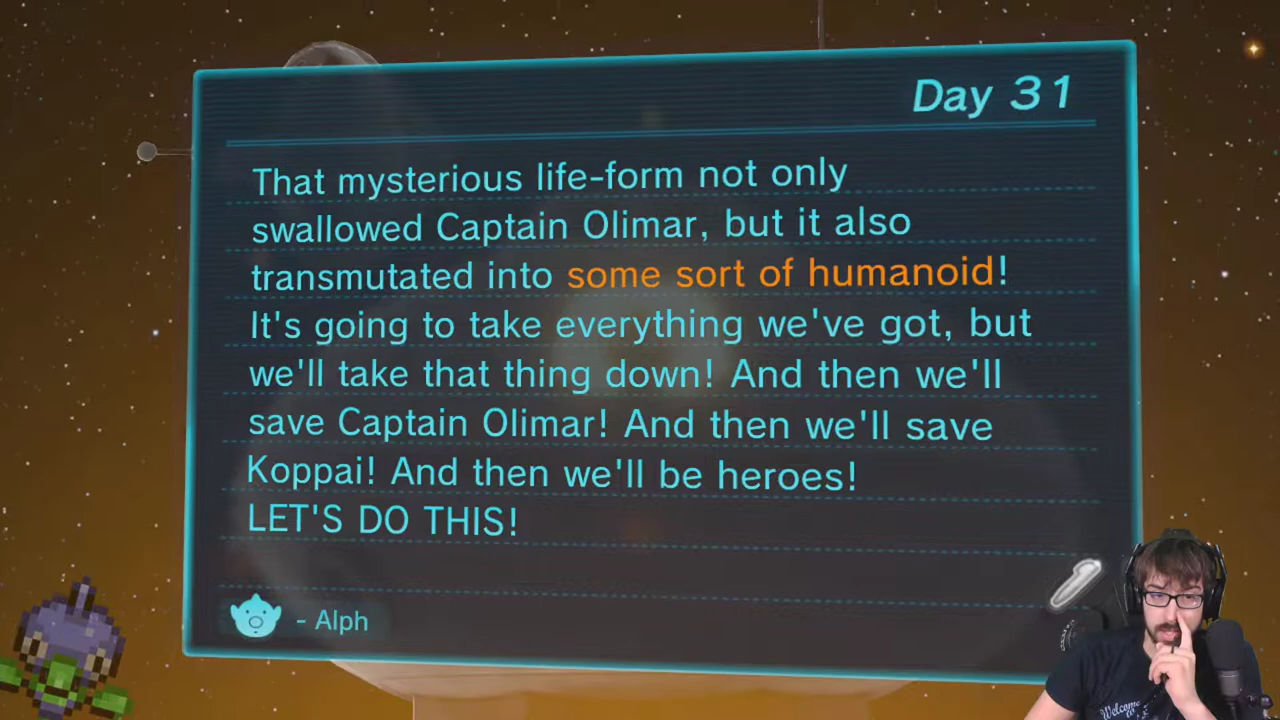 Day 31
That mysterious life-form not only
swallowed Captain Olimar, but it also
transmutated into some sort of humanoid!
It's going to take everything we've got, but
we'll take that thing down! And then we'll
save Captain Olimar! And then we'll save
Koppai! And then we'll be heroes!
LET'S DO THIS!
- Alph
Welcome